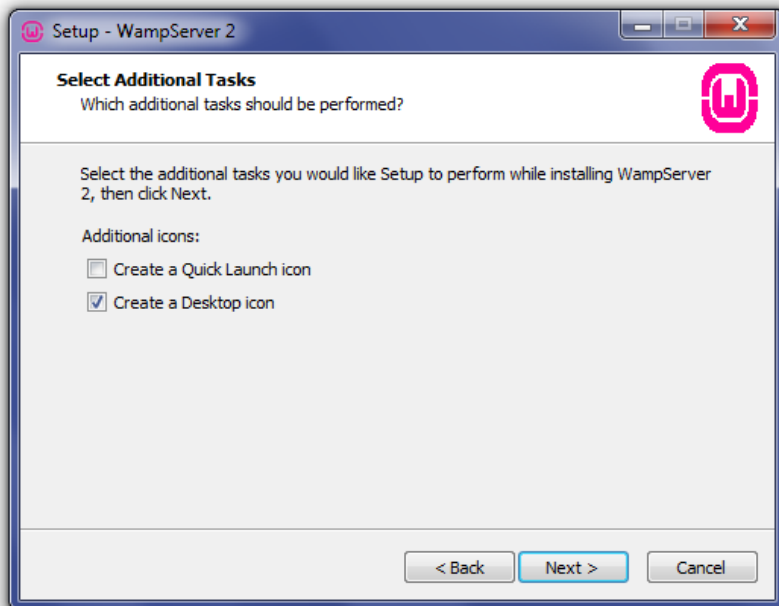 Setup - WampServer 2
Select Additional Tasks
Which additional tasks should be performed?
Select the additional tasks you would like Setup to perform while installing WampServer
2, then click Next.
Additional icons:
Create a Quick Launch icon
Create a Desktop icon
< Back
Next >
Cancel